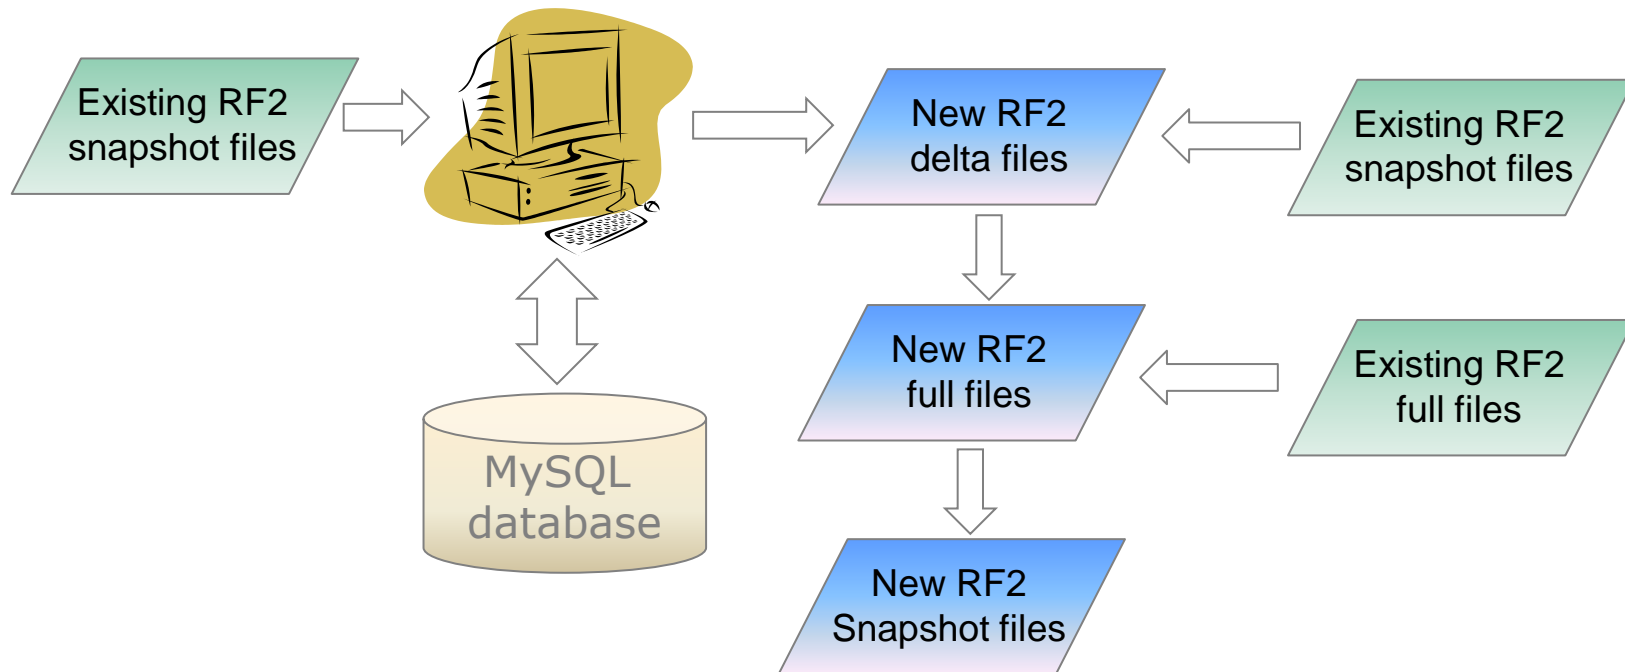 Existing RF2
snapshot files
New RF2
delta files
Existing RF2
snapshot files
New RF2
full files
Existing RF2
full files
MySQL
database
New RF2
Snapshot files